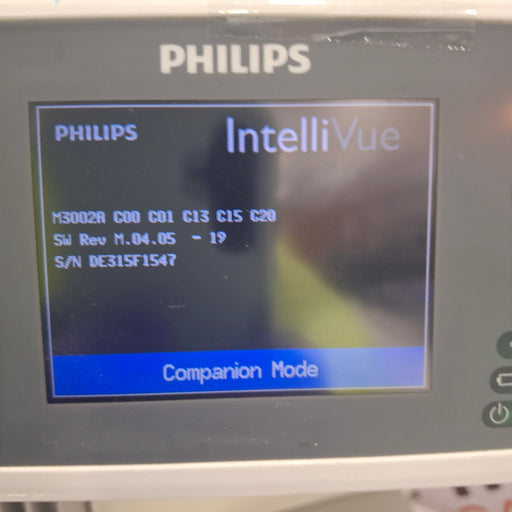 PHILIPS
PHILIPS IntelliVue
M3002A C00 C01 C13 C15 C20
SW Rev M.04.05 - 19
S/N DE315F1547
Companion Mode